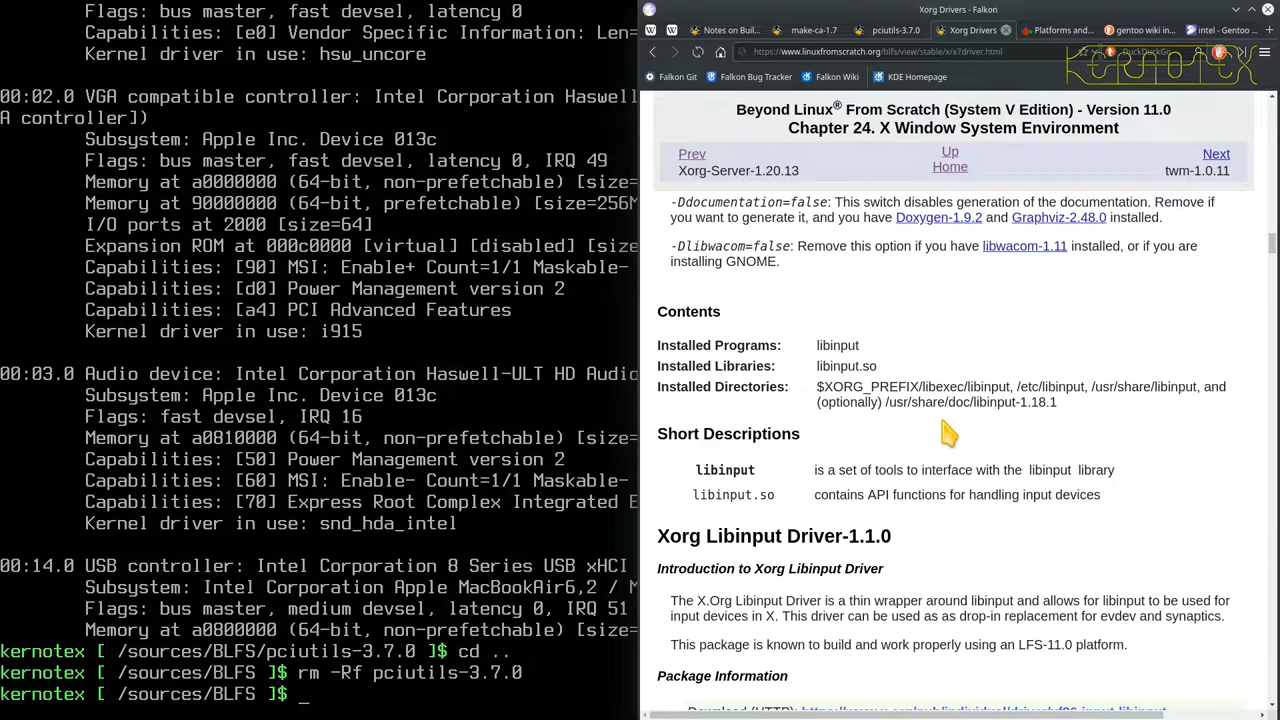 Flags: bus master, fast devsel, latency 0
Capabilities: [e0] Vendor Specific Information: Len=
Kernel driver in use: hsw_uncore
00:02.0 VGA compatible controller: Intel Corporation Haswell
A controller])
Subsystem: Apple Inc. Device 013c
Flags: bus master, fast devsel, latency 0, IRQ 49
Memory at a0000000 (64-bit, non-prefetchable) [size=
Memory at 90000000 (64-bit, prefetchable) [size=256M
I/O ports at 2000 [size=64]
Expansion ROM at 000c0000 [virtual] [disabled] [size
Capabilities: [90] MSI: Enable+ Count=1/1 Maskable-
Capabilities: [d0] Power Management version 2
Capabilities: [a4] PCI Advanced Features
Kernel driver in use: i915
00:03.0 Audio device: Intel Corporation Haswell-ULT HD Audio
Subsystem: Apple Inc. Device 013c
Flags: fast devsel, IRQ 16
Memory at a0810000 (64-bit, non-prefetchable) [size=
Capabilities: [50] Power Management version 2
Capabilities: [60] MSI: Enable- Count=1/1 Maskable-
Capabilities: [70] Express Root Complex Integrated E
Kernel driver in use: snd_hda_intel
00:14.0 USB controller: Intel Corporation 8 Series USB xHCI
Subsystem: Intel Corporation Apple MacBookAir6,2 / M
Flags: bus master, medium devsel, latency 0, IRQ 51
Memory at a0800000 (64-bit, non-prefetchable) [size=
kernotex [ /sources/BLFS/pciutils-3.7.0 ]$ cd ..
kernotex [ /sources/BLFS ]$ rm -Rf pciutils-3.7.0
kernotex [ /sources/BLFS ]$ _
Xorg Drivers - Falkon
Notes on Buil... make-ca-1.7 pciutils-3.7.0 Xorg Drivers Platforms and... gentoo wiki in... intel - Gentoo ...
https://www.linuxfromscratch.org/blfs/view/stable/x/x7driver.html DuckDuckGo
KERNOTEX
Falkon Git Falkon Bug Tracker Falkon Wiki KDE Homepage
Beyond Linux® From Scratch (System V Edition) - Version 11.0
Chapter 24. X Window System Environment
Prev Up Next
Xorg-Server-1.20.13 Home twm-1.0.11
-Ddocumentation=false: This switch disables generation of the documentation. Remove if
you want to generate it, and you have Doxygen-1.9.2 and Graphviz-2.48.0 installed.
-Dlibwacom=false: Remove this option if you have libwacom-1.11 installed, or if you are
installing GNOME.
Contents
Installed Programs: libinput
Installed Libraries: libinput.so
Installed Directories: $XORG_PREFIX/libexec/libinput, /etc/libinput, /usr/share/libinput, and
(optionally) /usr/share/doc/libinput-1.18.1
Short Descriptions
libinput is a set of tools to interface with the libinput library
libinput.so contains API functions for handling input devices
Xorg Libinput Driver-1.1.0
Introduction to Xorg Libinput Driver
The X.Org Libinput Driver is a thin wrapper around libinput and allows for libinput to be used for
input devices in X. This driver can be used as as drop-in replacement for evdev and synaptics.
This package is known to build and work properly using an LFS-11.0 platform.
Package Information
Download (HTTP): https://www.x.org/pub/individual/driver/xf86-input-libinput